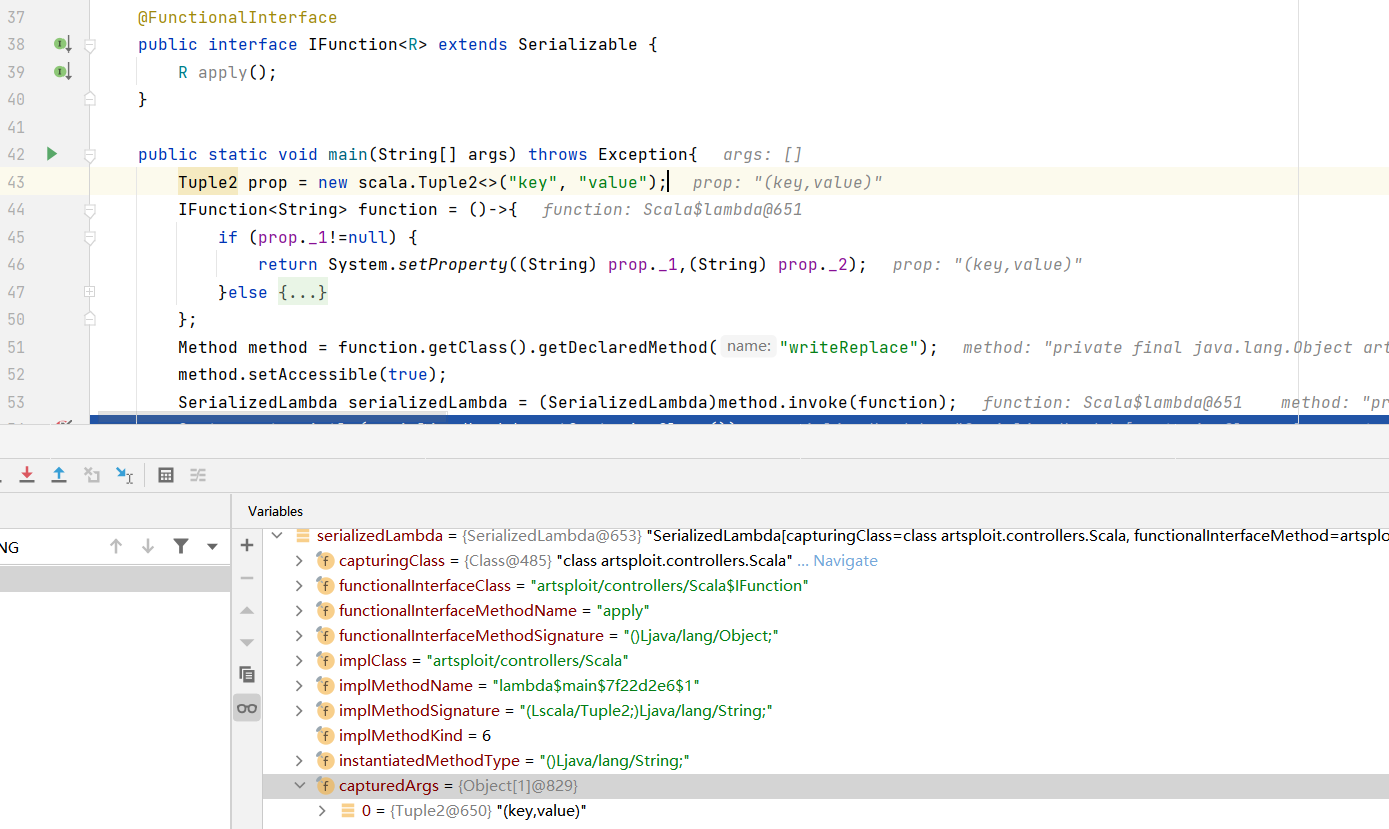 37 @FunctionalInterface
38 public interface IFunction<R> extends Serializable {
39 R apply();
40 }
41
42 public static void main(String[] args) throws Exception{ args: []
43 Tuple2 prop = new scala.Tuple2<>("key", "value"); prop: "(key,value)"
44 IFunction<String> function = ()->{ function: Scala$lambda@651
45 if (prop._1!=null) {
46 return System.setProperty((String) prop._1,(String) prop._2); prop: "(key,value)"
47 }else {...}
50 };
51 Method method = function.getClass().getDeclaredMethod( name: "writeReplace"); method: "private final java.lang.Object art
52 method.setAccessible(true);
53 SerializedLambda serializedLambda = (SerializedLambda)method.invoke(function); function: Scala$lambda@651 method: "pr
Variables
NG
serializedLambda = {SerializedLambda@653} "SerializedLambda[capturingClass=class artsploit.controllers.Scala, functionalInterfaceMethod=artsplo
capturingClass = {Class@485} "class artsploit.controllers.Scala" ... Navigate
functionalInterfaceClass = "artsploit/controllers/Scala$IFunction"
functionalInterfaceMethodName = "apply"
functionalInterfaceMethodSignature = "()Ljava/lang/Object;"
implClass = "artsploit/controllers/Scala"
implMethodName = "lambda$main$7f22d2e6$1"
implMethodSignature = "(Lscala/Tuple2;)Ljava/lang/String;"
implMethodKind = 6
instantiatedMethodType = "()Ljava/lang/String;"
capturedArgs = {Object[1]@829}
0 = {Tuple2@650} "(key,value)"